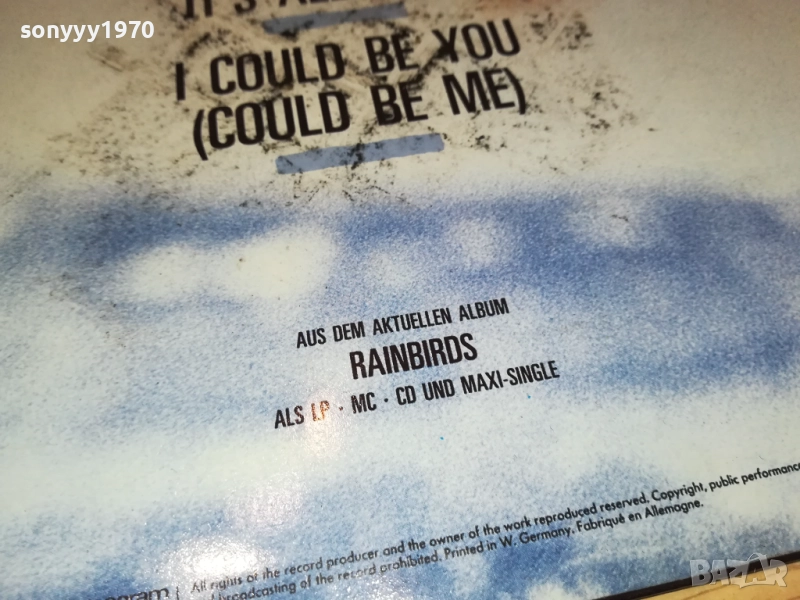 sonyyy1970
IT'S
I COULD BE YOU
(COULD BE ME)
AUS DEM AKTUELLEN ALBUM
RAINBIRDS
ALS LP · MC · CD UND MAXI-SINGLE
All rights of the record producer and the owner of the work reproduced reserved. Copyright, public performance
broadcasting of the record prohibited. Printed in W. Germany. Fabriqué en Allemagne.
BAZAR